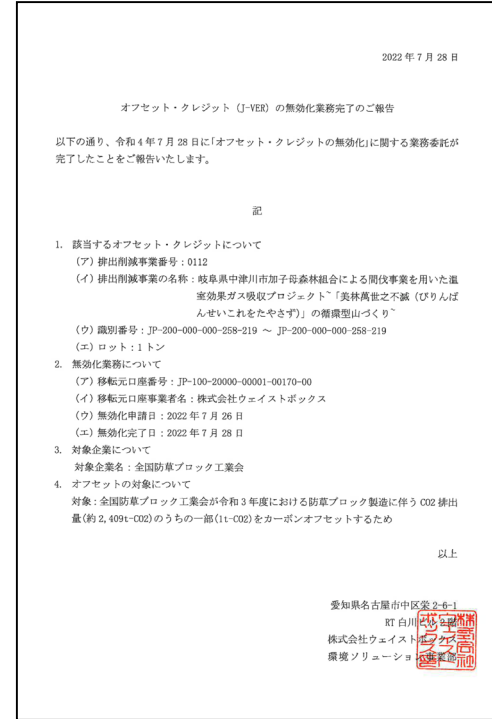 2022年7月28日
オフセット・クレジット（J-VER）の無効化業務完了のご報告
以下の通り、令和4年7月28日に「オフセット・クレジットの無効化」に関する業務委託が
完了したことをご報告いたします。
記
1. 該当するオフセット・クレジットについて
（ア）排出削減事業番号：0112
（イ）排出削減事業の名称：岐阜県中津川市加子母森林組合による間伐事業を用いた温
室効果ガス吸収プロジェクト~「美林萬世之不滅（びりんば
んせいこれをたやさず）」の循環型山づくり~
（ウ）識別番号：JP-200-000-000-258-219 ～ JP-200-000-000-258-219
（エ）ロット：1トン
2. 無効化業務について
（ア）移転元口座番号：JP-100-20000-00001-00170-00
（イ）移転元口座事業者名：株式会社ウェイストボックス
（ウ）無効化申請日：2022年7月26日
（エ）無効化完了日：2022年7月28日
3. 対象企業について
対象企業名：全国防草ブロック工業会
4. オフセットの対象について
対象：全国防草ブロック工業会が令和3年度における防草ブロック製造に伴うCO2排出
量(約2,409t-CO2)のうちの一部(1t-CO2)をカーボンオフセットするため
以上
愛知県名古屋市中区栄2-6-1
RT白川ビル2階
株式会社ウェイストボックス
環境ソリューション事業部